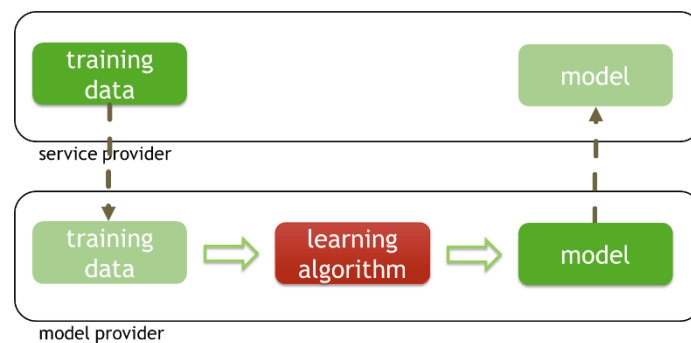 training
data
model
service provider
training
data
learning
algorithm
model
model provider